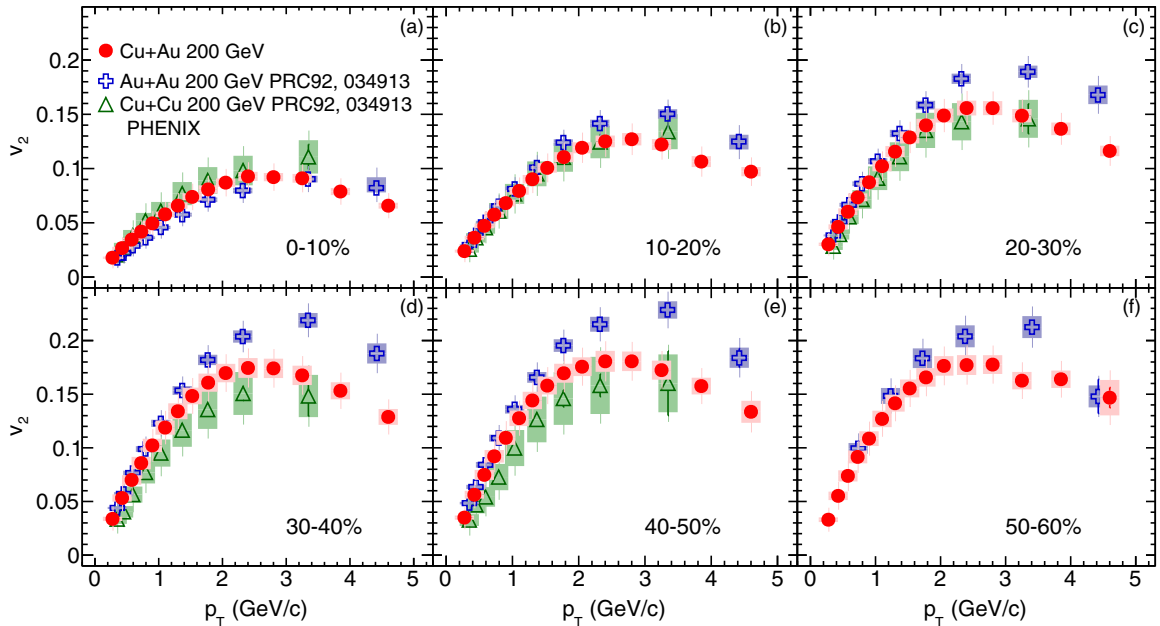 (a)
(b)
(c)
Cu+Au 200 GeV
Au+Au 200 GeV PRC92, 034913
Cu+Cu 200 GeV PRC92, 034913
PHENIX
v2
0.2
0.15
0.1
0.05
0
0-10%
10-20%
20-30%
(d)
(e)
(f)
v2
0.2
0.15
0.1
0.05
0
30-40%
40-50%
50-60%
0 1 2 3 4 5
0 1 2 3 4 5
0 1 2 3 4 5
pT (GeV/c)
pT (GeV/c)
pT (GeV/c)